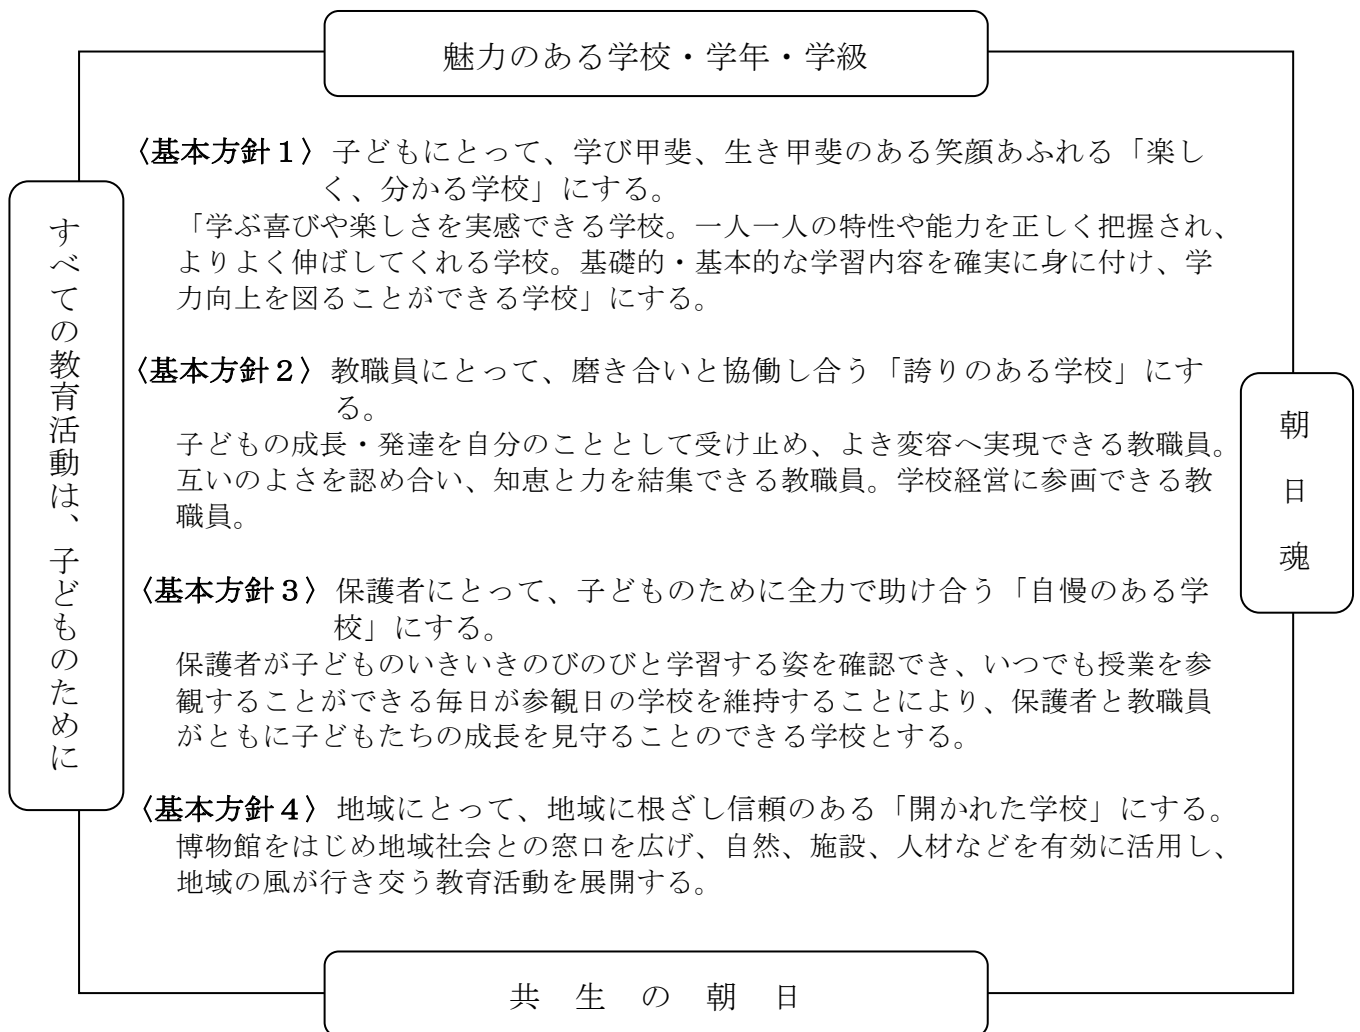 魅力のある学校・学年・学級
〈基本方針１〉子どもにとって、学び甲斐、生き甲斐のある笑顔あふれる「楽し
く、分かる学校」にする。
「学ぶ喜びや楽しさを実感できる学校。一人一人の特性や能力を正しく把握され、
よりよく伸ばしてくれる学校。基礎的・基本的な学習内容を確実に身に付け、学
力向上を図ることができる学校」にする。
〈基本方針２〉教職員にとって、磨き合いと協働し合う「誇りのある学校」にす
る。
子どもの成長・発達を自分のこととして受け止め、よき変容へ実現できる教職員。
互いのよさを認め合い、知恵と力を結集できる教職員。学校経営に参画できる教
職員。
〈基本方針３〉保護者にとって、子どものために全力で助け合う「自慢のある学
校」にする。
保護者が子どものいきいきのびのびと学習する姿を確認でき、いつでも授業を参
観することができる毎日が参観日の学校を維持することにより、保護者と教職員
がともに子どもたちの成長を見守ることのできる学校とする。
〈基本方針４〉地域にとって、地域に根ざし信頼のある「開かれた学校」にする。
博物館をはじめ地域社会との窓口を広げ、自然、施設、人材などを有効に活用し、
地域の風が行き交う教育活動を展開する。
すべての教育活動は、子どものために
朝日魂
共生の朝日